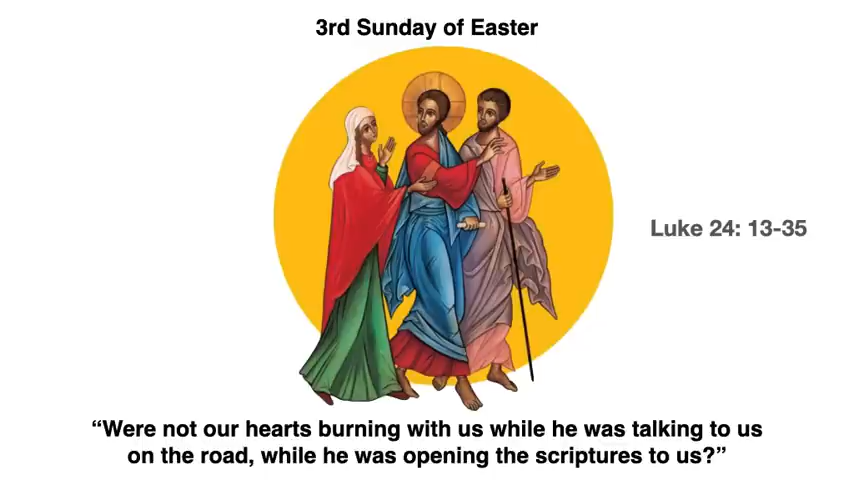 3rd Sunday of Easter
Luke 24: 13-35
“Were not our hearts burning with us while he was talking to us
on the road, while he was opening the scriptures to us?”